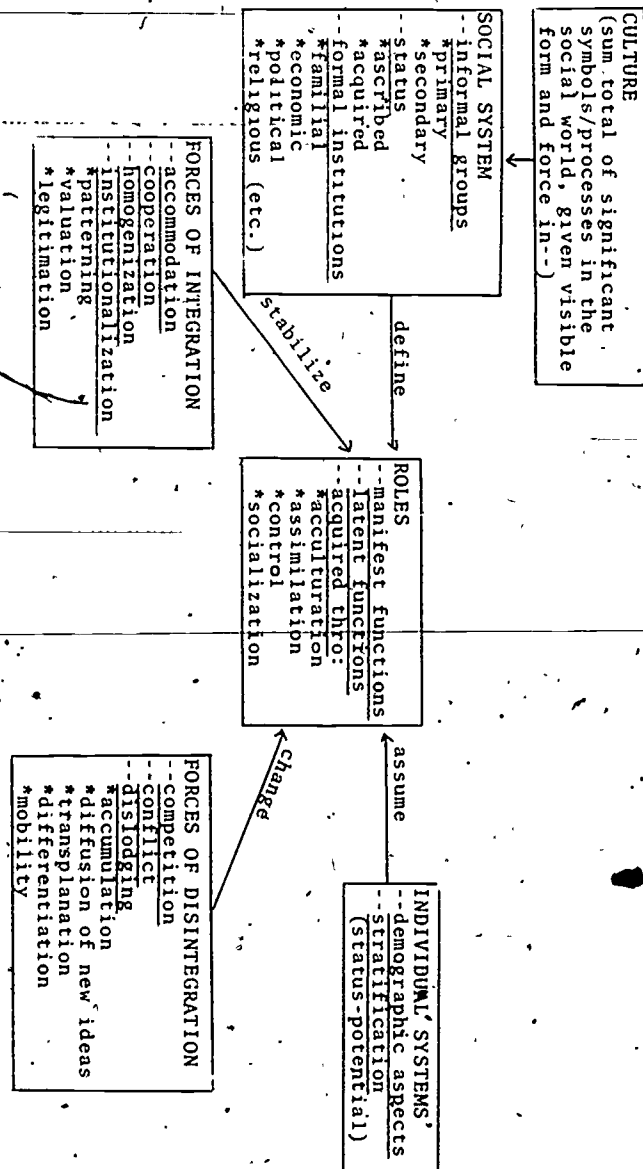 CULTURE
(sum total of significant
symbols/processes in the
social world, given visible
form and force in--)
SOCIAL SYSTEM
--informal groups
*primary
*secondary
--status
*ascribed
*acquired
--formal institutions
*familial
*economic
*political
*religious (etc.)
define
ROLES
--manifest functions
--latent functions
--acquired thro:
*acculturation
*assimilation
*control
*socialization
assume
INDIVIDUAL SYSTEMS'
--demographic aspects
--stratification
(status-potential)
stabilize
FORCES OF INTEGRATION
--accommodation
--cooperation
--homogenization
--institutionalization
*patterning
*valuation
*legitimation
change
FORCES OF DISINTEGRATION
--competition
--conflict
--dislodging
*accumulation
*diffusion of new ideas
*transplanation
*differentiation
*mobility